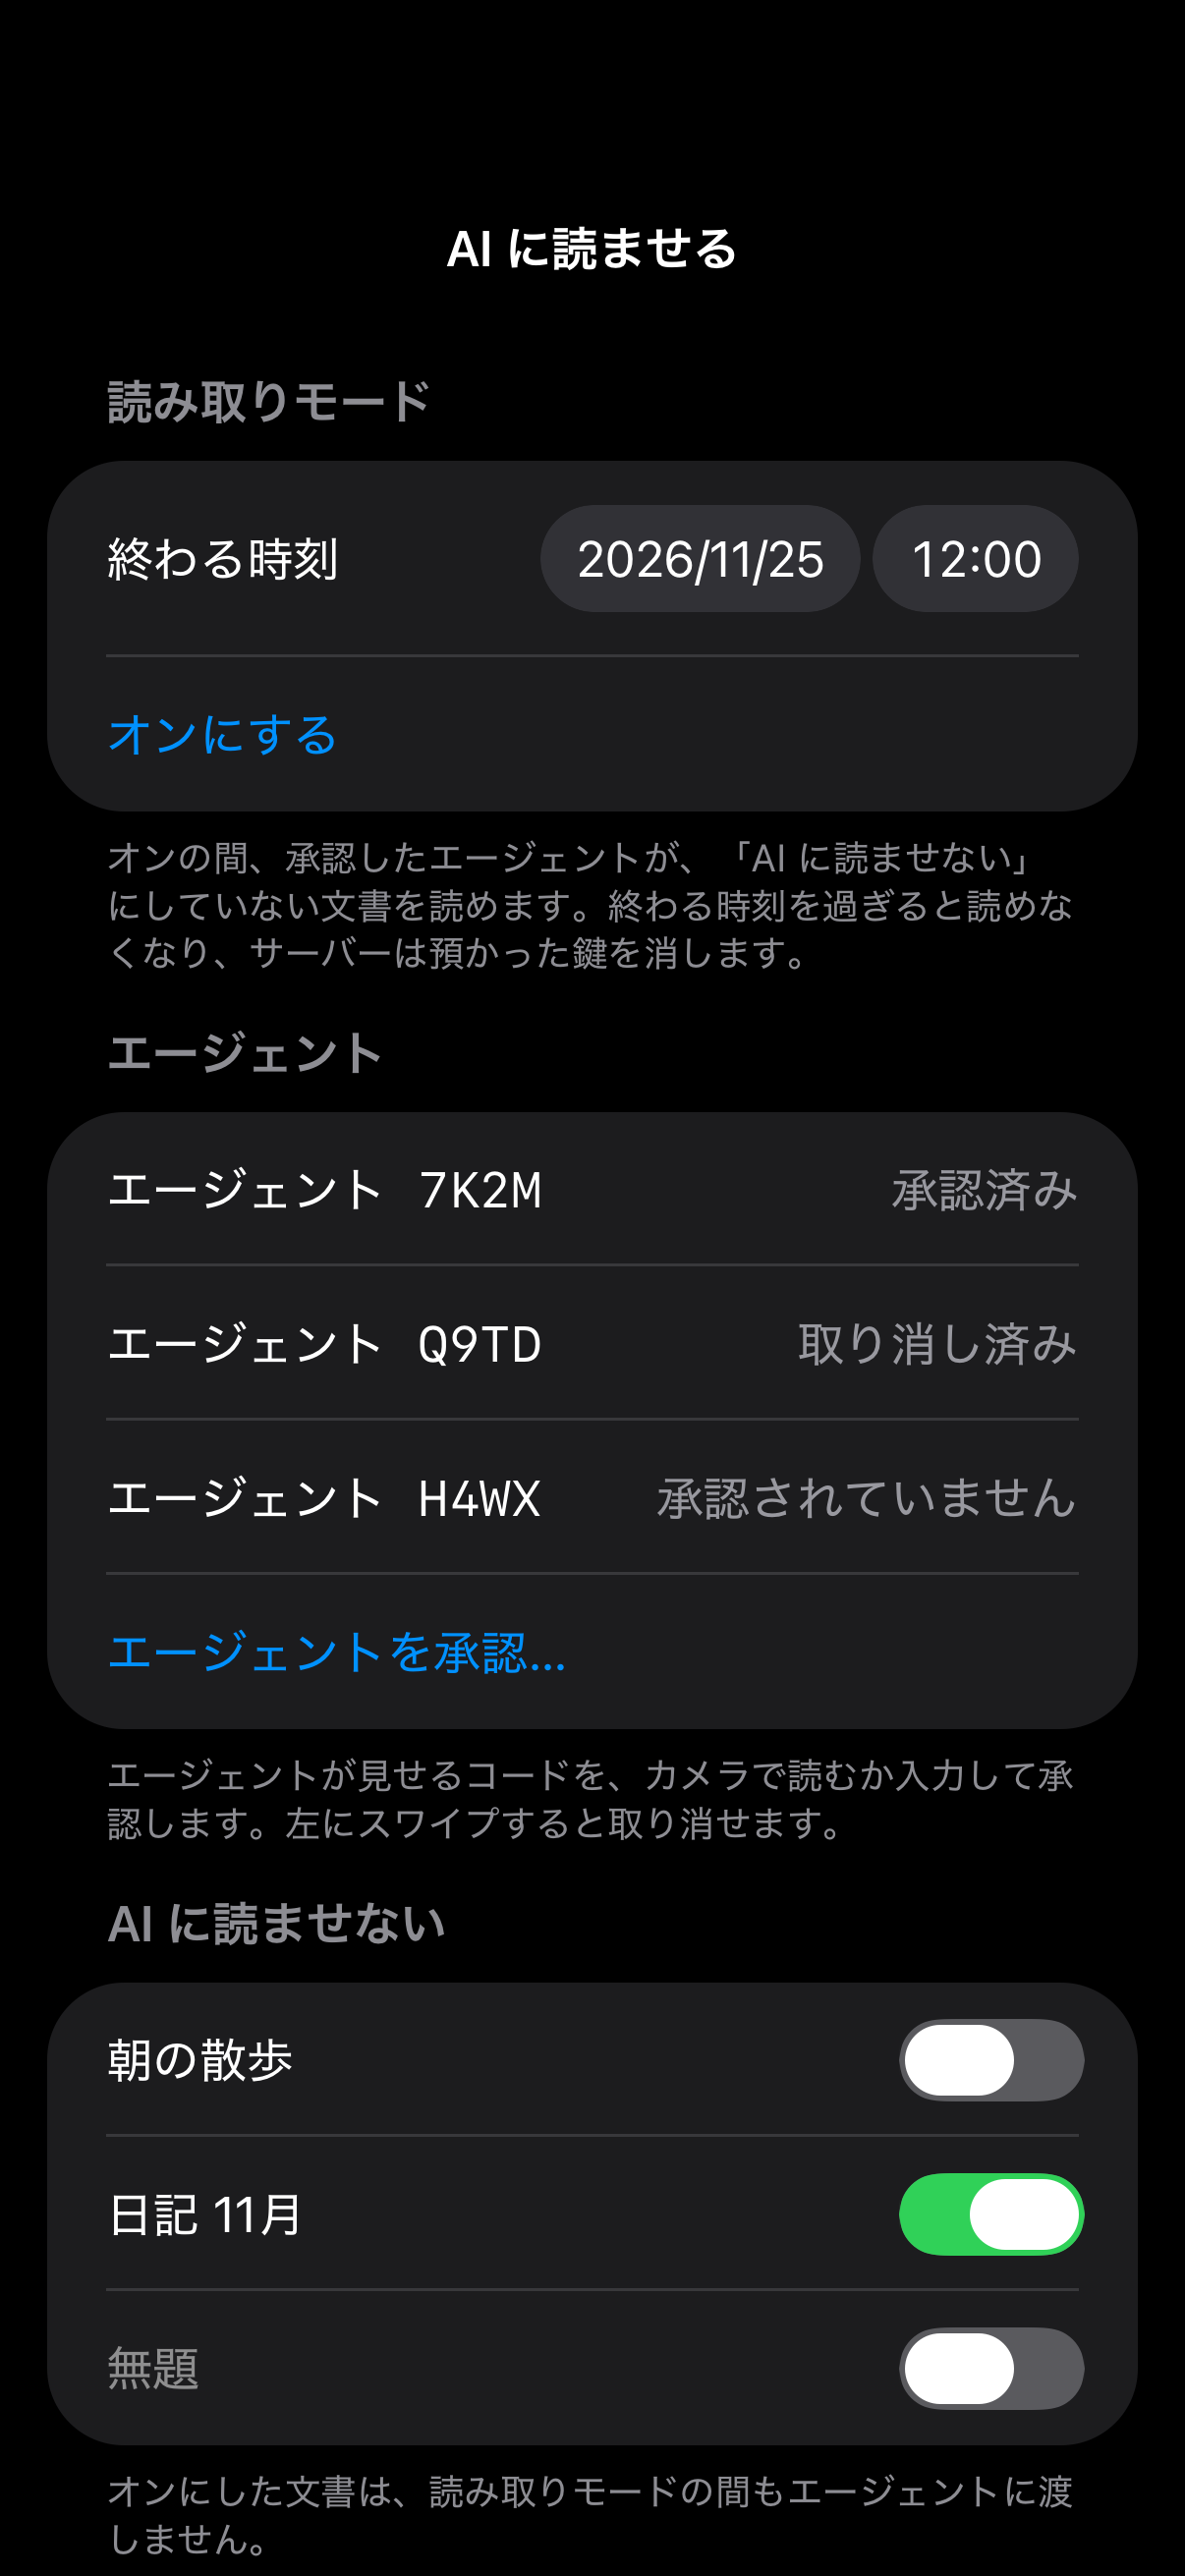 AI に読ませる
読み取りモード
終わる時刻 2026/11/25 12:00
オンにする
オンの間、承認したエージェントが、「AI に読ませない」
にしていない文書を読めます。終わる時刻を過ぎると読めな
くなり、サーバーは預かった鍵を消します。
エージェント
エージェント 7K2M 承認済み
エージェント Q9TD 取り消し済み
エージェント H4WX 承認されていません
エージェントを承認...
エージェントが見せるコードを、カメラで読むか入力して承
認します。左にスワイプすると取り消せます。
AI に読ませない
朝の散歩
日記 11月
無題
オンにした文書は、読み取りモードの間もエージェントに渡
しません。